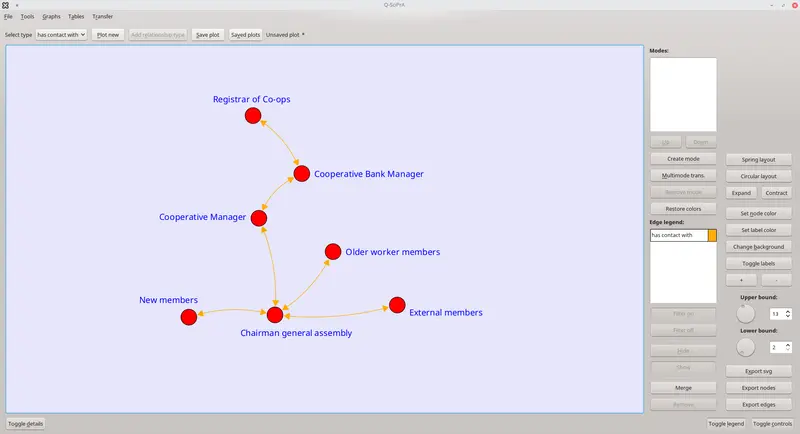 Q-SoPrA
File Tools Graphs Tables Transfer
Select type has contact with Plot new Add relationship type Save plot Saved plots Unsaved plot *
Modes:
Registrar of Co-ops
Cooperative Bank Manager
Cooperative Manager
Older worker members
New members
External members
Chairman general assembly
Up Down
Create mode
Multimode trans.
Remove mode
Restore colors
Edge legend:
has contact with
Filter on
Filter off
Hide
Show
Merge
Remove
Spring layout
Circular layout
Expand Contract
Set node color
Set label color
Change background
Toggle labels
+ -
Upper bound:
13
Lower bound:
2
Export svg
Export nodes
Export edges
Toggle details Toggle legend Toggle controls